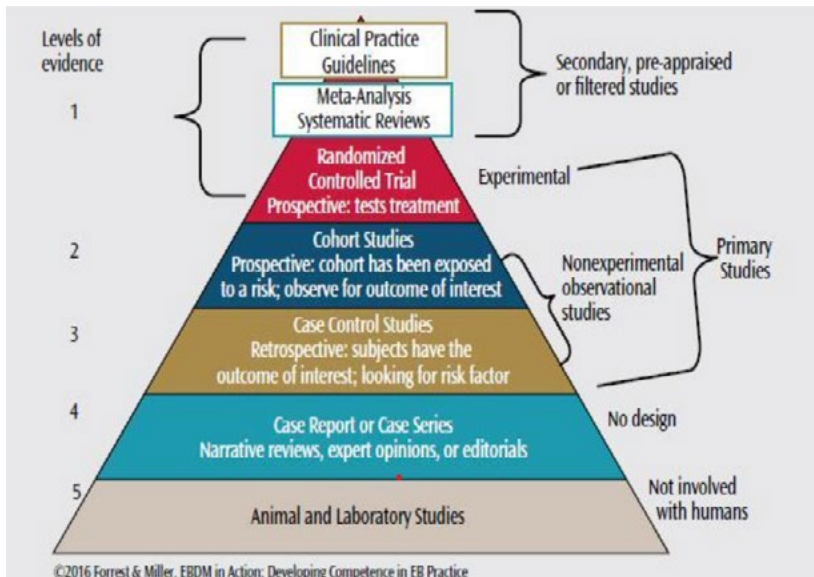 Levels of
evidence
Clinical Practice
Guidelines
Secondary, pre-appraised
or filtered studies
1
Meta-Analysis
Systematic Reviews
Randomized
Controlled Trial
Prospective: tests treatment
Experimental
2
Cohort Studies
Prospective: cohort has been exposed
to a risk; observe for outcome of interest
Nonexperimental
observational
studies
Primary
Studies
3
Case Control Studies
Retrospective: subjects have the
outcome of interest; looking for risk factor
4
Case Report or Case Series
Narrative reviews, expert opinions, or editorials
No design
5
Animal and Laboratory Studies
Not involved
with humans
©2016 Forrest & Miller. EBDM in Action: Developing Competence in EB Practice